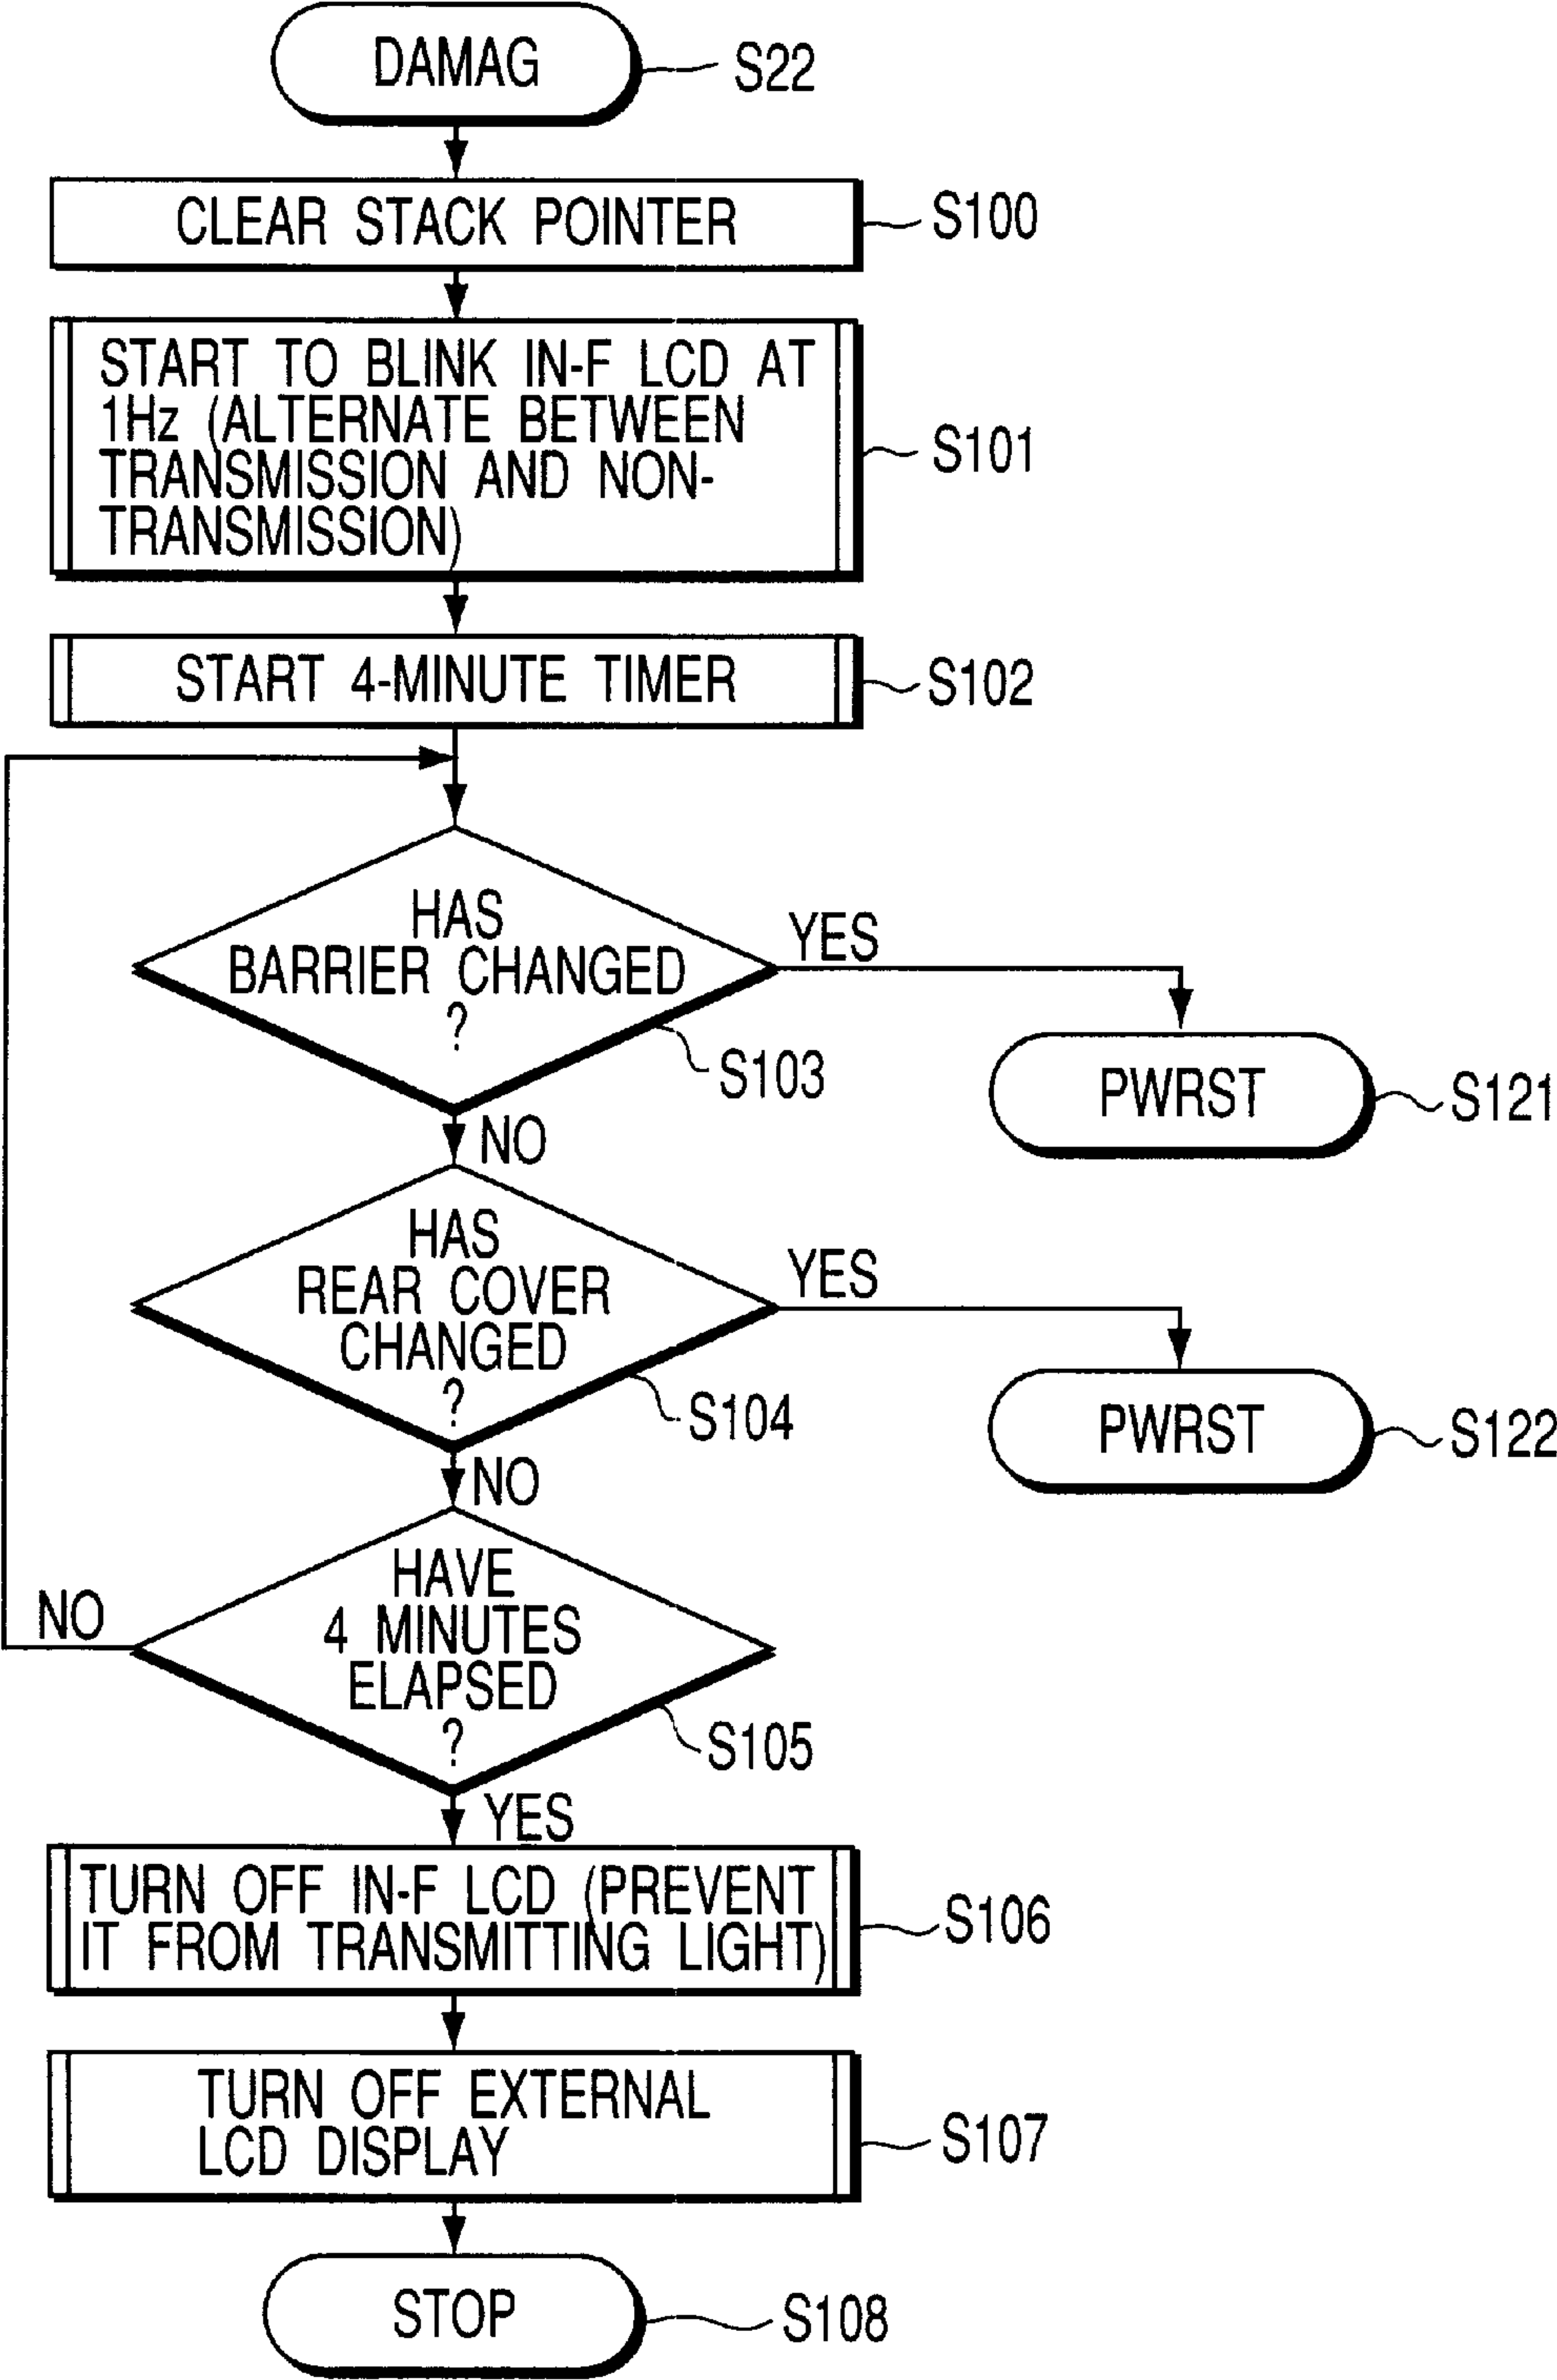 DAMAG
S22
CLEAR STACK POINTER
S100
START TO BLINK IN-F LCD AT
1Hz (ALTERNATE BETWEEN
TRANSMISSION AND NON-
TRANSMISSION)
S101
START 4-MINUTE TIMER
S102
HAS
BARRIER CHANGED
?
YES
S103
PWRST
S121
NO
HAS
REAR COVER
CHANGED
?
YES
S104
PWRST
S122
NO
HAVE
4 MINUTES
ELAPSED
?
NO
S105
YES
TURN OFF IN-F LCD (PREVENT
IT FROM TRANSMITTING LIGHT)
S106
TURN OFF EXTERNAL
LCD DISPLAY
S107
STOP
S108